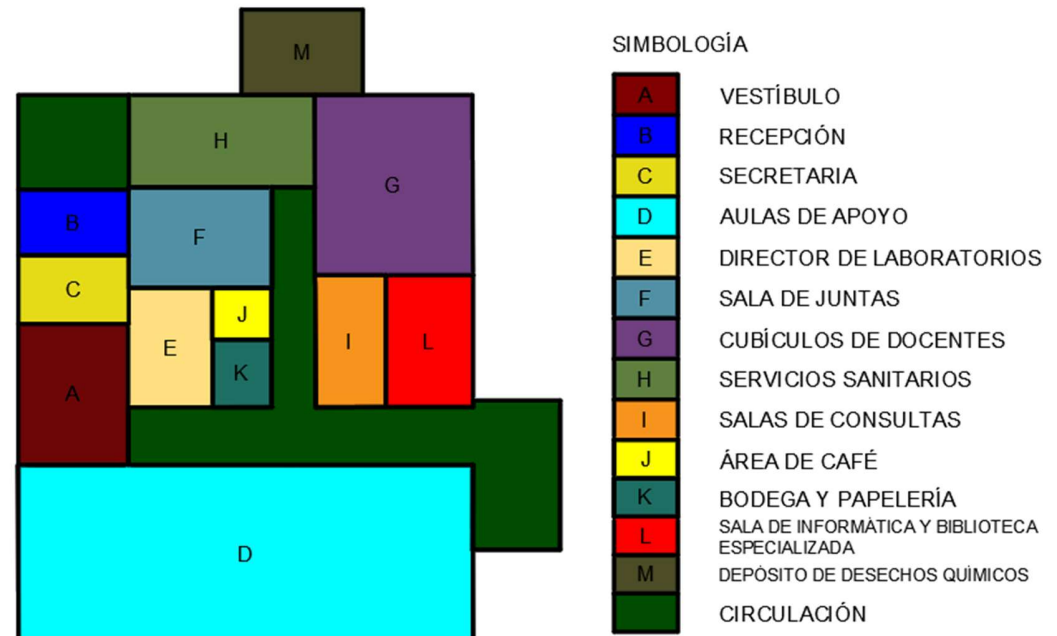 M
H
G
B
F
C
J
E
I
L
K
A
D
SIMBOLOGÍA
A VESTÍBULO
B RECEPCIÓN
C SECRETARIA
D AULAS DE APOYO
E DIRECTOR DE LABORATORIOS
F SALA DE JUNTAS
G CUBÍCULOS DE DOCENTES
H SERVICIOS SANITARIOS
I SALAS DE CONSULTAS
J ÁREA DE CAFÉ
K BODEGA Y PAPELERÍA
L SALA DE INFORMÀTICA Y BIBLIOTECA
ESPECIALIZADA
M DEPÓSITO DE DESECHOS QUÍMICOS
CIRCULACIÓN